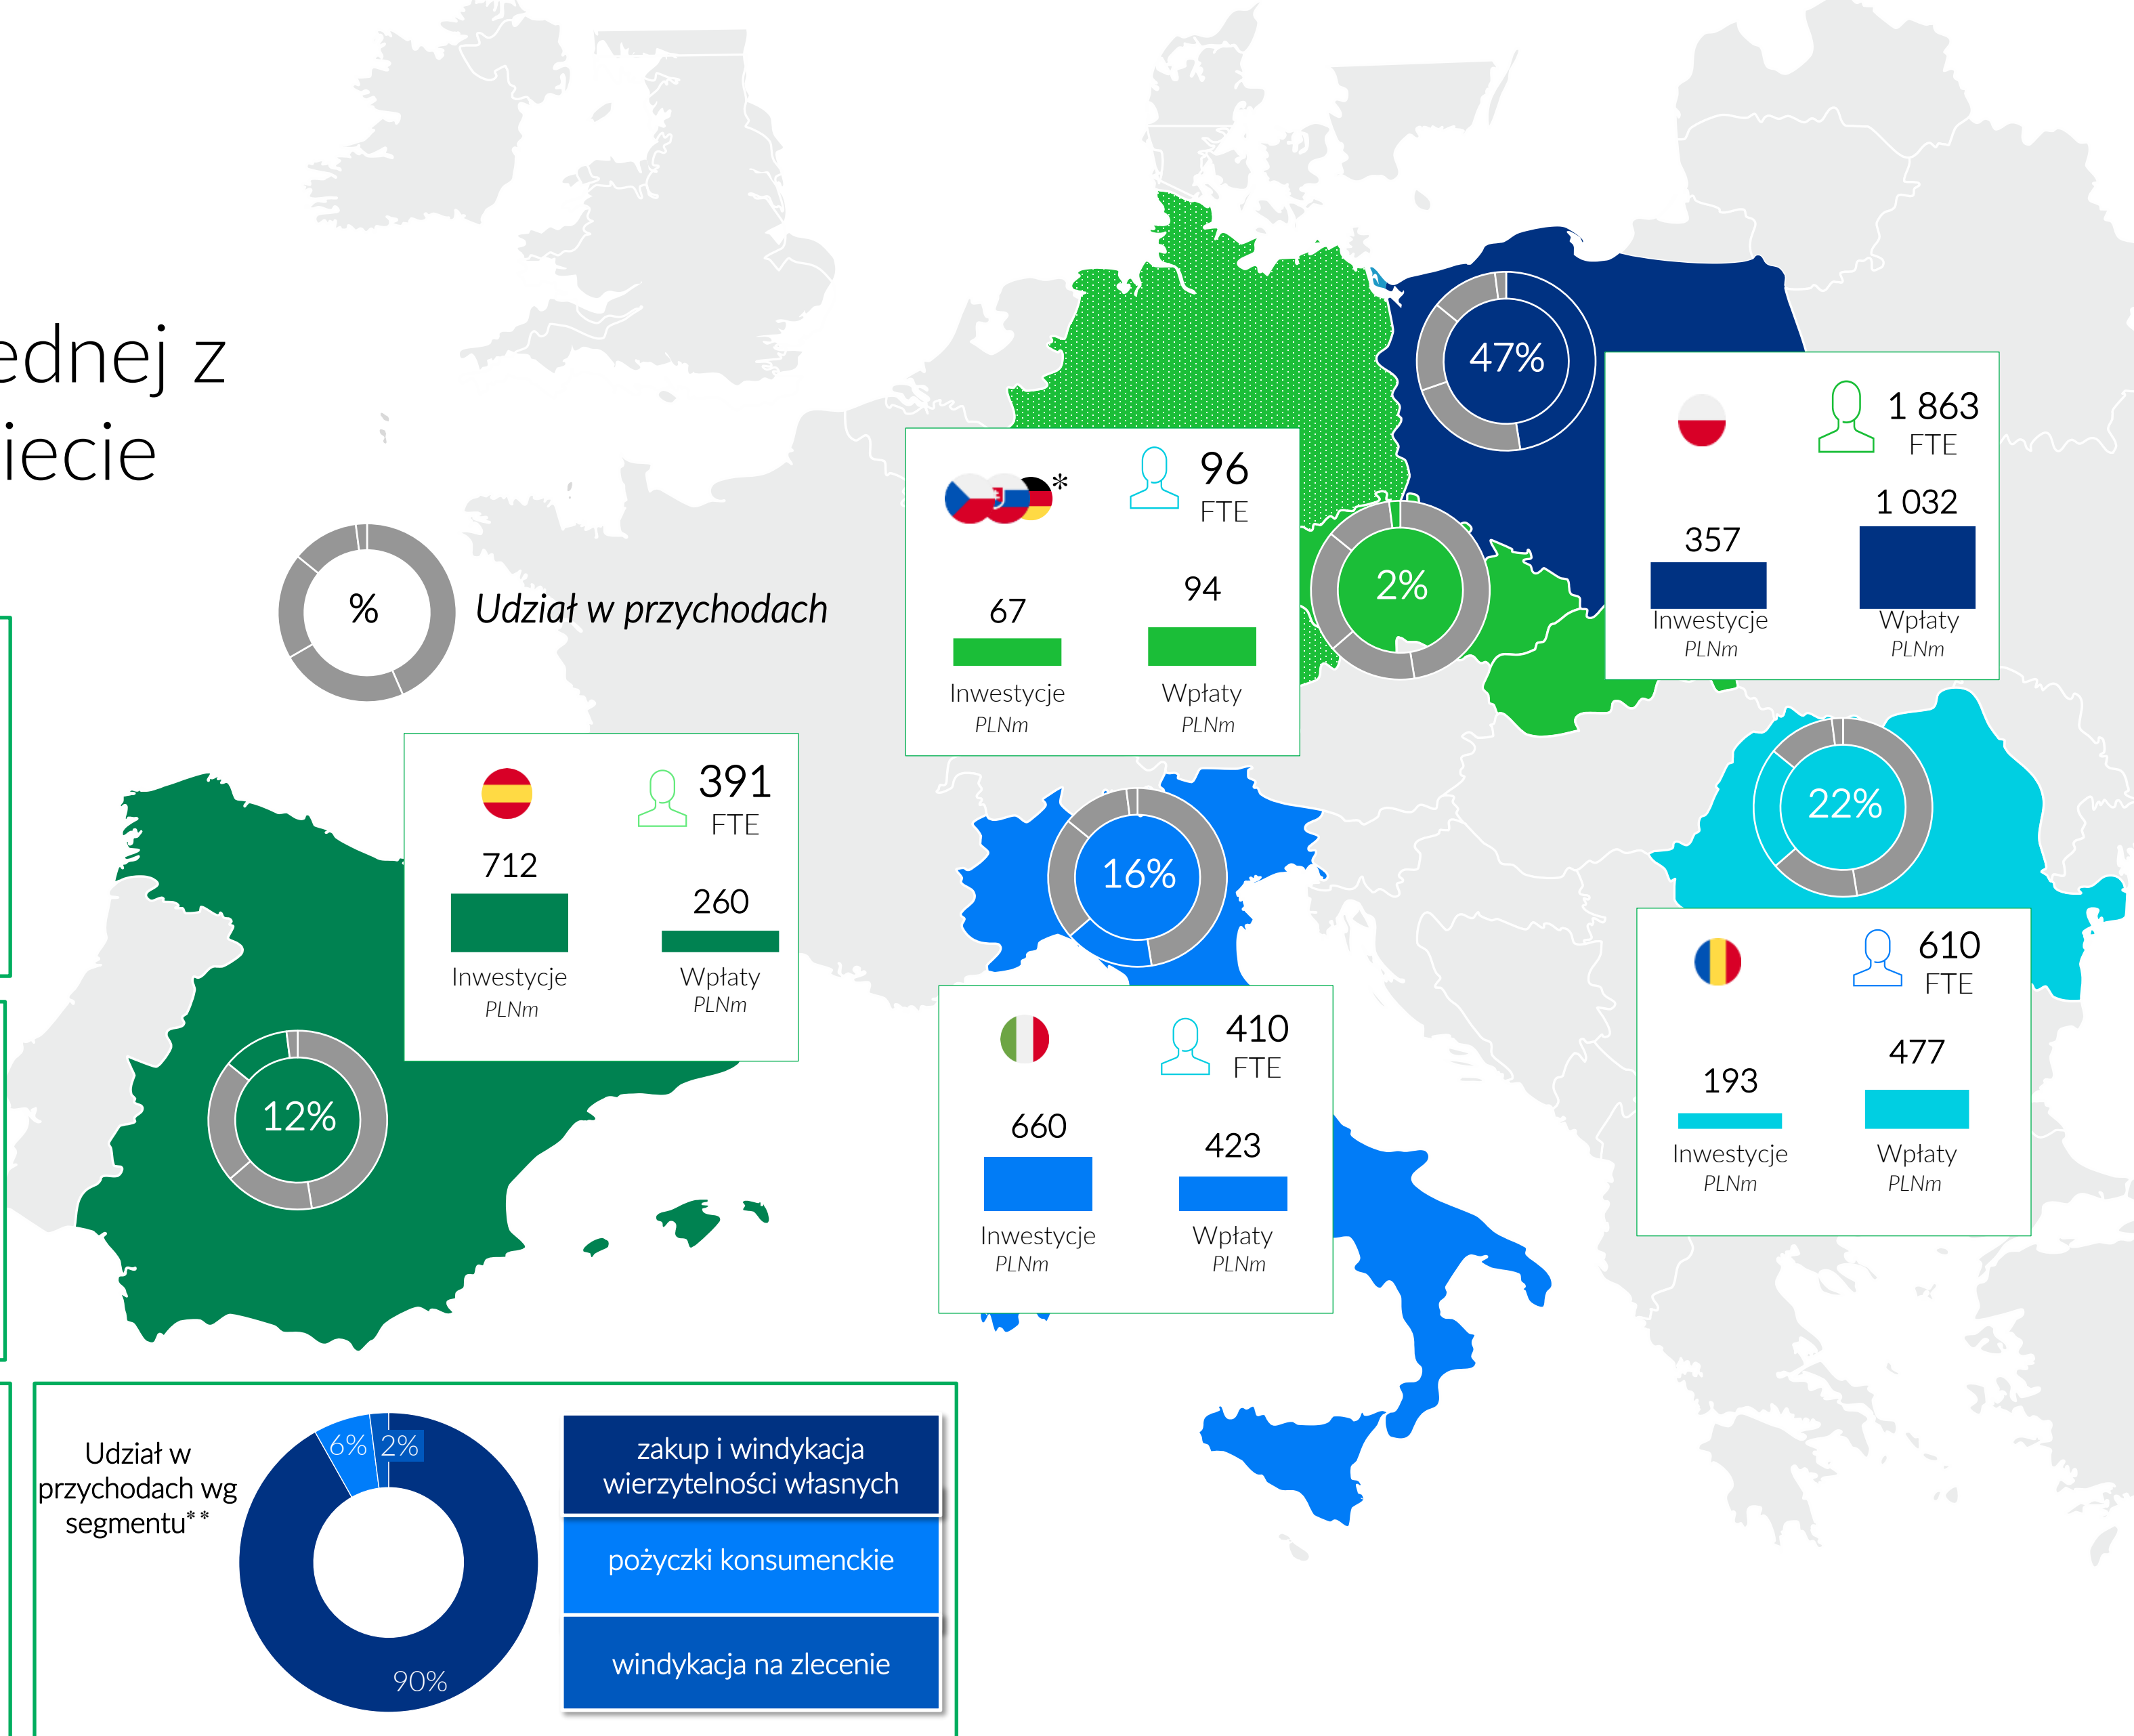 ednej z
iecie
%
Udział w przychodach
47%
1 863
FTE
357
1 032
Inwestycje
PLNm
Wpłaty
PLNm
*
96
FTE
67
94
Inwestycje
PLNm
Wpłaty
PLNm
2%
391
FTE
712
260
Inwestycje
PLNm
Wpłaty
PLNm
12%
16%
410
FTE
660
423
Inwestycje
PLNm
Wpłaty
PLNm
22%
610
FTE
193
477
Inwestycje
PLNm
Wpłaty
PLNm
Udział w
przychodach wg
segmentu**
6%
2%
90%
zakup i windykacja
wierzytelności własnych
pożyczki konsumenckie
windykacja na zlecenie